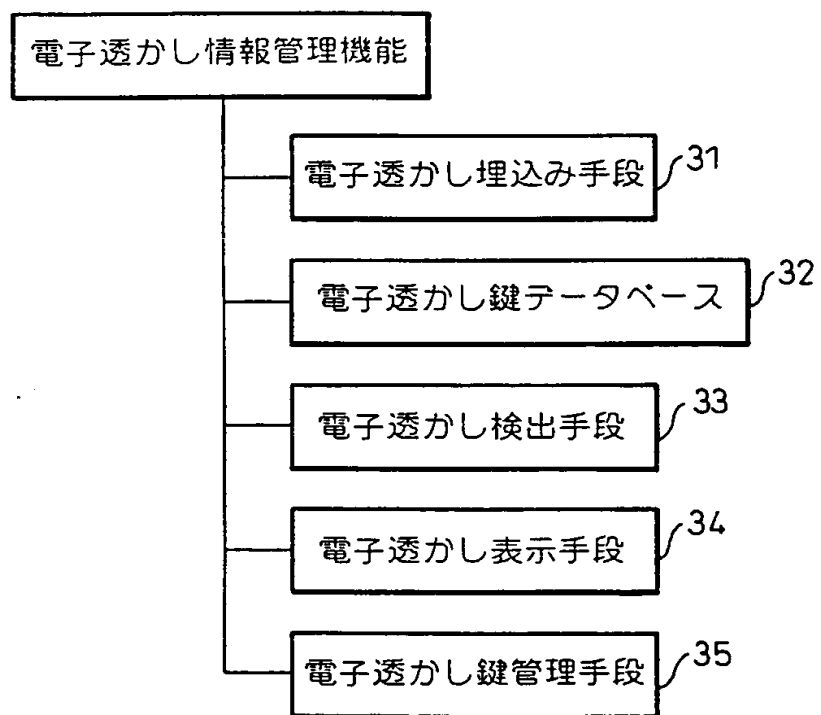 電子透かし情報管理機能
電子透かし埋込み手段 31
電子透かし鍵データベース 32
電子透かし検出手段 33
電子透かし表示手段 34
電子透かし鍵管理手段 35